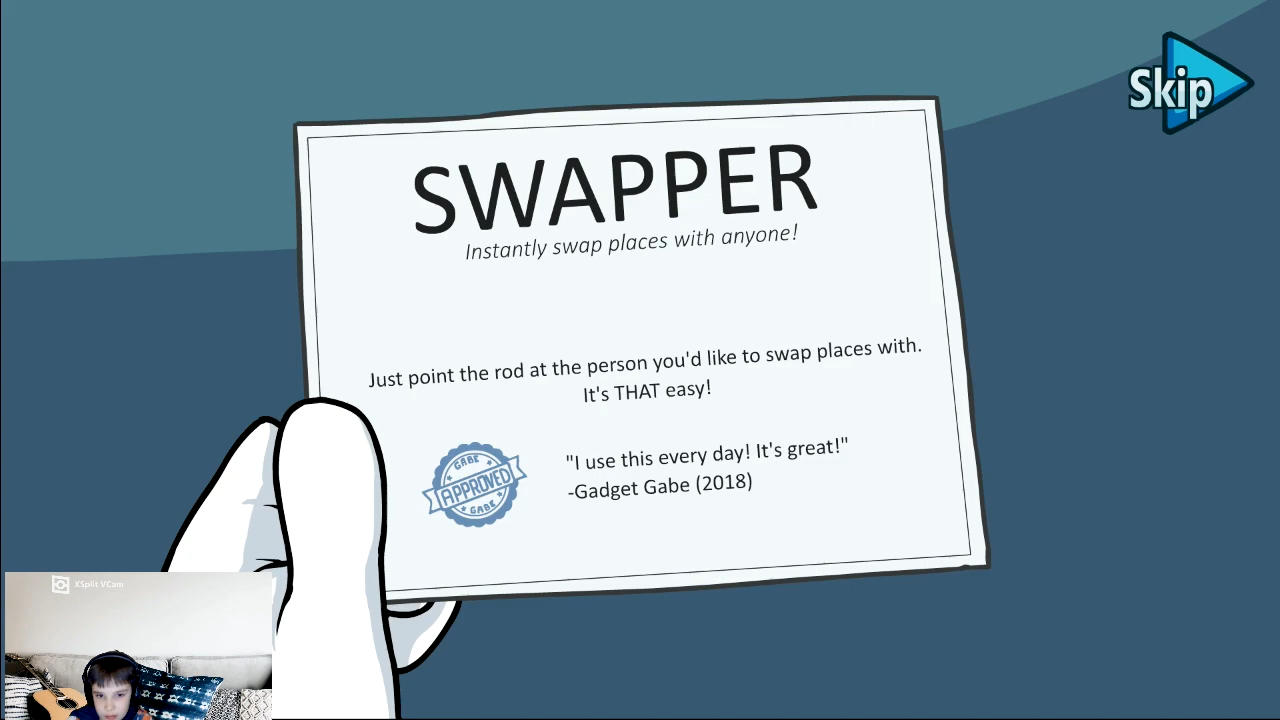 Skip
SWAPPER
Instantly swap places with anyone!
Just point the rod at the person you'd like to swap places with.
It's THAT easy!
GABE
APPROVED
GABE
"I use this every day! It's great!"
-Gadget Gabe (2018)
XSplit VCam